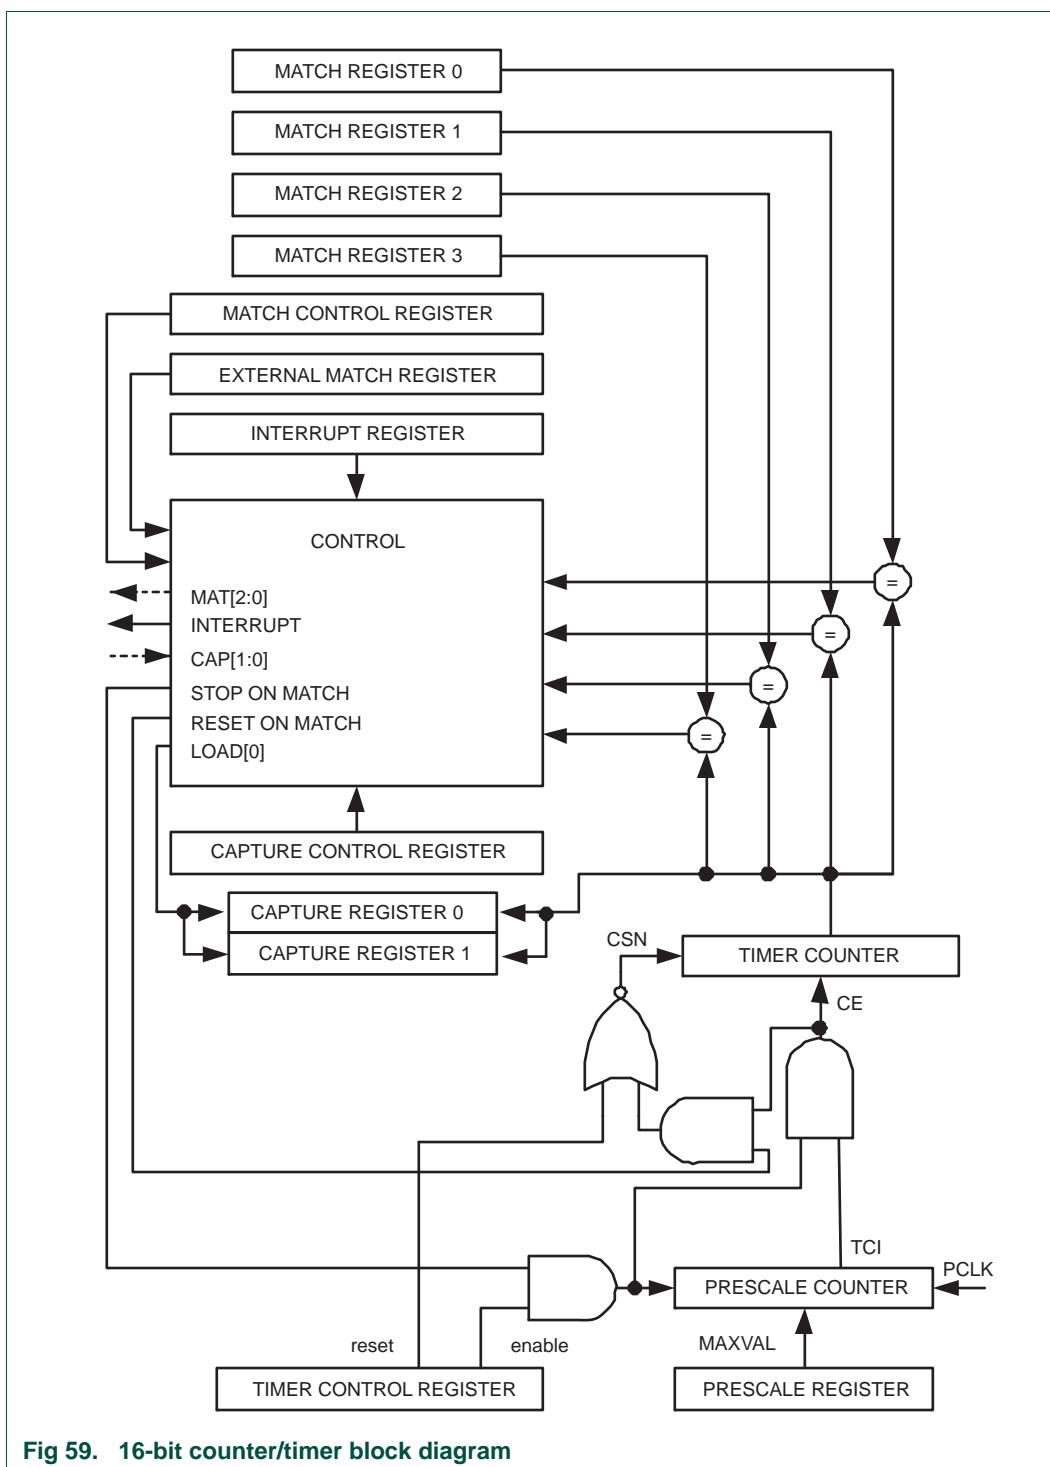 MATCH REGISTER 0
MATCH REGISTER 1
MATCH REGISTER 2
MATCH REGISTER 3
MATCH CONTROL REGISTER
EXTERNAL MATCH REGISTER
INTERRUPT REGISTER
CONTROL
=
MAT[2:0]
INTERRUPT
=
CAP[1:0]
=
STOP ON MATCH
RESET ON MATCH
=
LOAD[0]
CAPTURE CONTROL REGISTER
CAPTURE REGISTER 0
CSN
CAPTURE REGISTER 1
TIMER COUNTER
CE
TCI
PCLK
PRESCALE COUNTER
reset
enable
MAXVAL
TIMER CONTROL REGISTER
PRESCALE REGISTER
Fig 59. 16-bit counter/timer block diagram